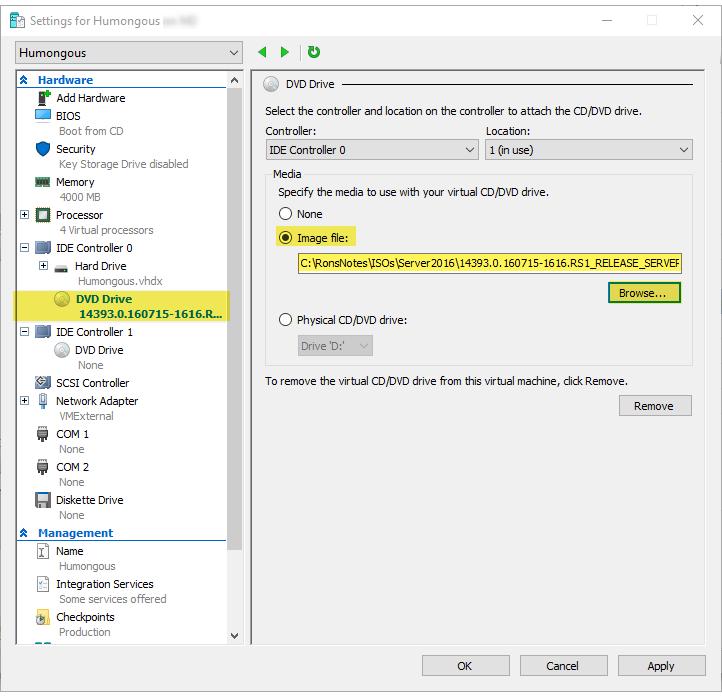 Settings for Humongous
Humongous
Hardware
Add Hardware
BIOS
Boot from CD
Security
Key Storage Drive disabled
Memory
4000 MB
Processor
4 Virtual processors
IDE Controller 0
Hard Drive
Humongous.vhdx
DVD Drive
14393.0.160715-1616.R...
IDE Controller 1
DVD Drive
None
SCSI Controller
Network Adapter
VMExternal
COM 1
None
COM 2
None
Diskette Drive
None
Management
Name
Humongous
Integration Services
Some services offered
Checkpoints
Production
DVD Drive
Select the controller and location on the controller to attach the CD/DVD drive.
Controller: Location:
IDE Controller 0 1 (in use)
Media
Specify the media to use with your virtual CD/DVD drive.
None
Image file:
C:\RonsNotes\ISOs\Server2016\14393.0.160715-1616.RS1_RELEASE_SERVER
Browse...
Physical CD/DVD drive:
Drive 'D:'
To remove the virtual CD/DVD drive from this virtual machine, click Remove.
Remove
OK Cancel Apply